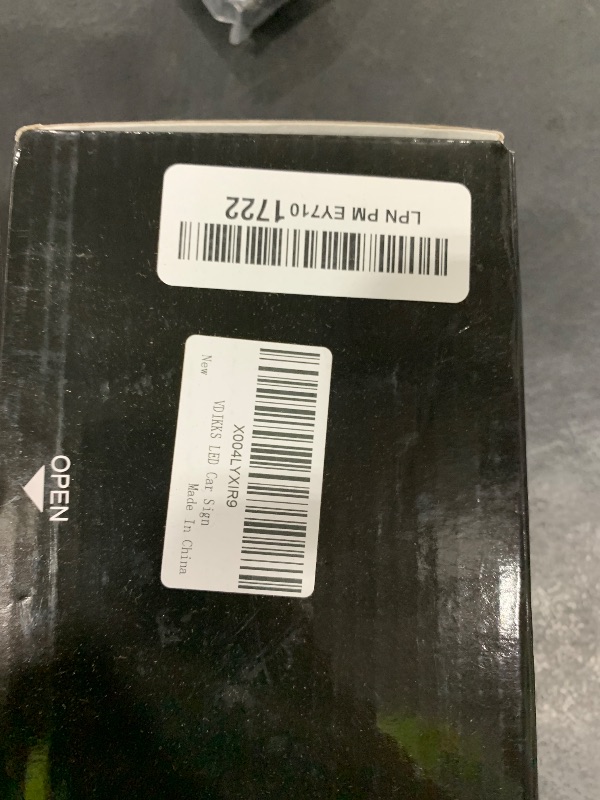 LPN PM EY710 1722
X004LYXIR9
VDIKKS LED Car Sign
New
Made In China
OPEN